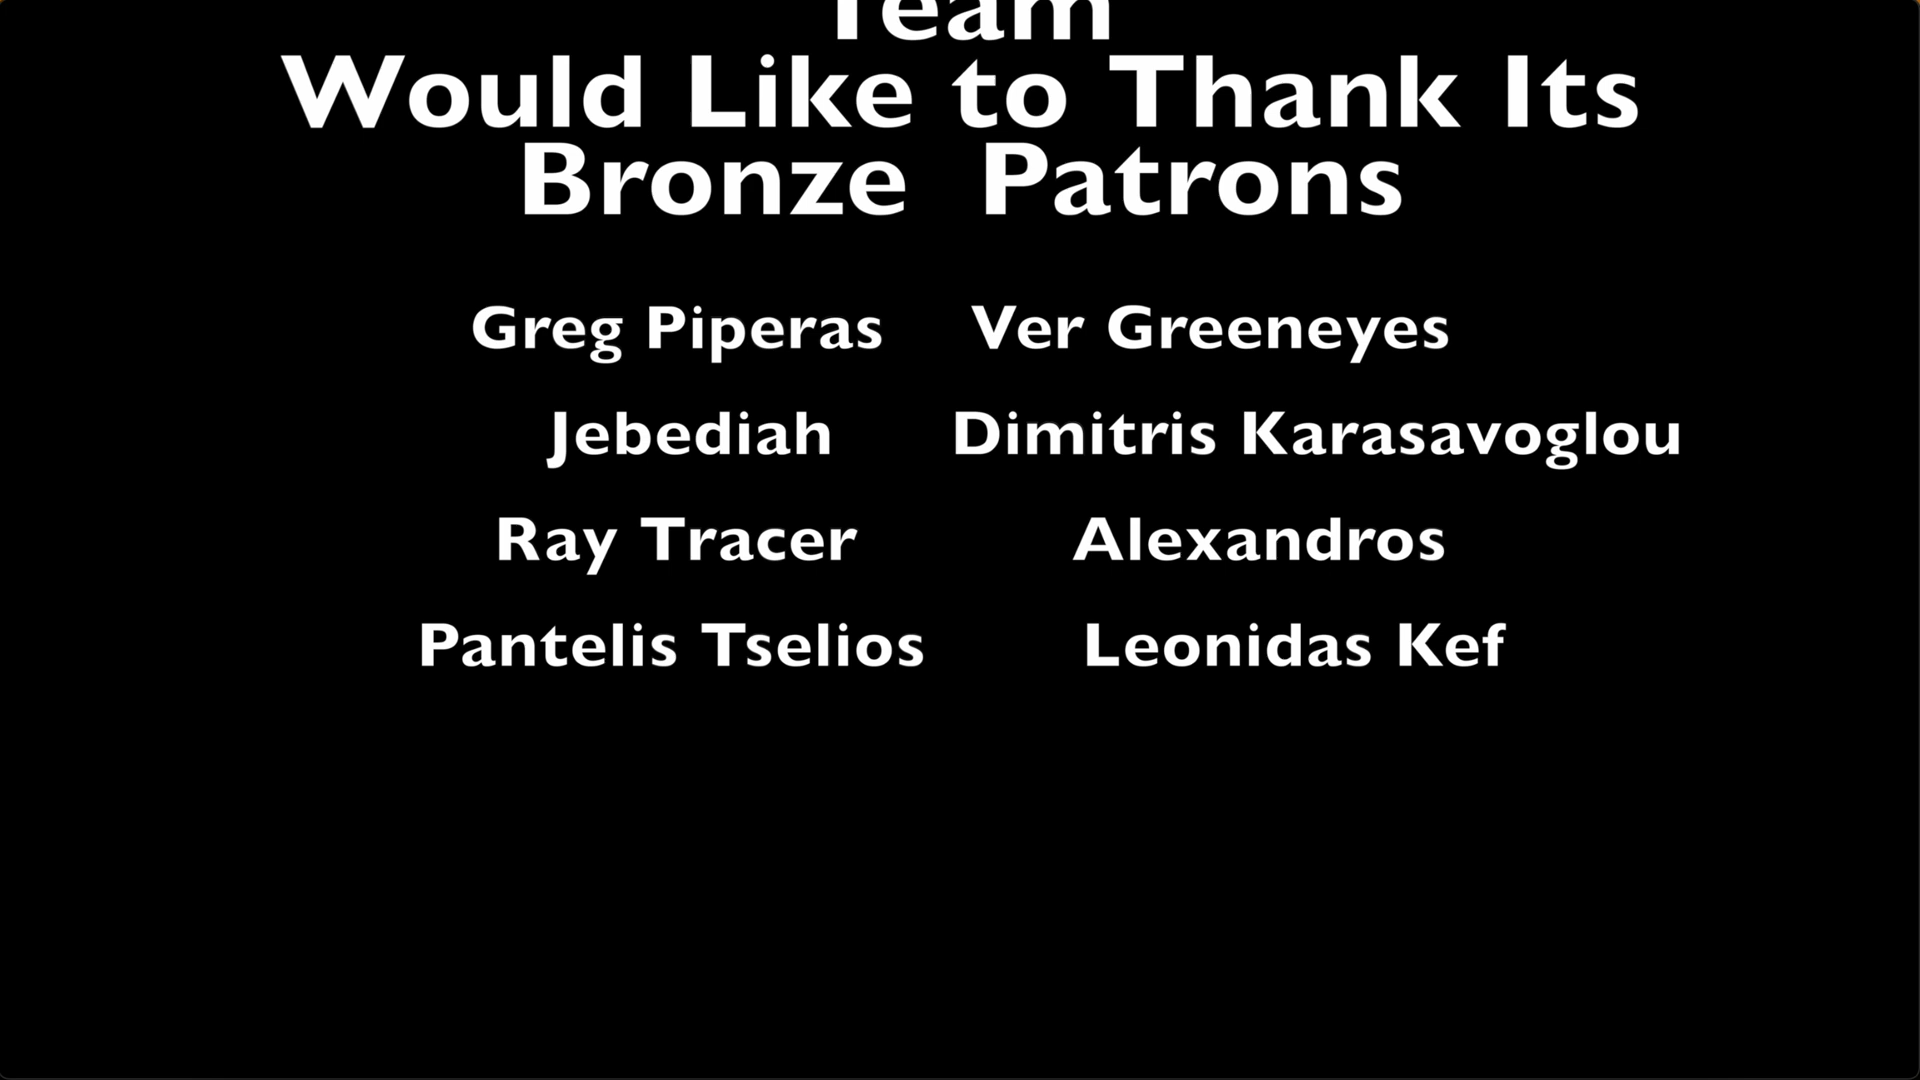 Team
Would Like to Thank Its
Bronze Patrons
Greg Piperas Ver Greeneyes
Jebediah Dimitris Karasavoglou
Ray Tracer Alexandros
Pantelis Tselios Leonidas Kef